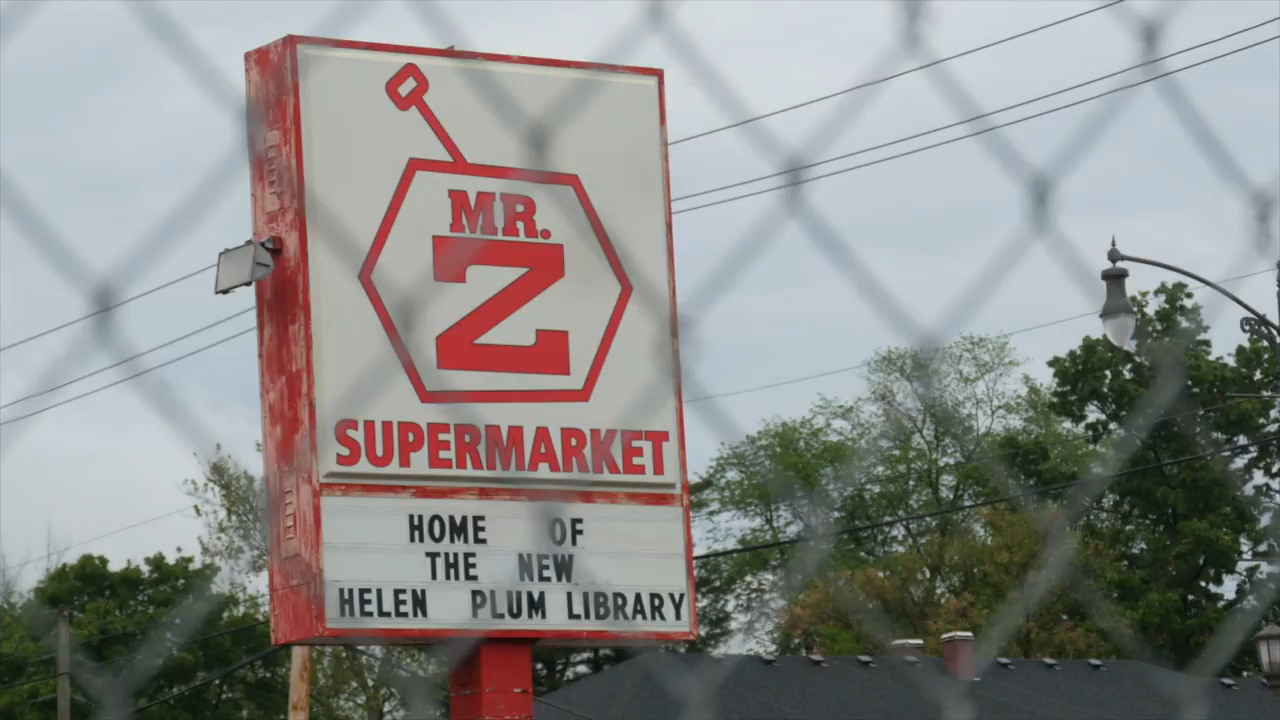 MR.
Z
SUPERMARKET
HOME OF
THE NEW
HELEN PLUM LIBRARY